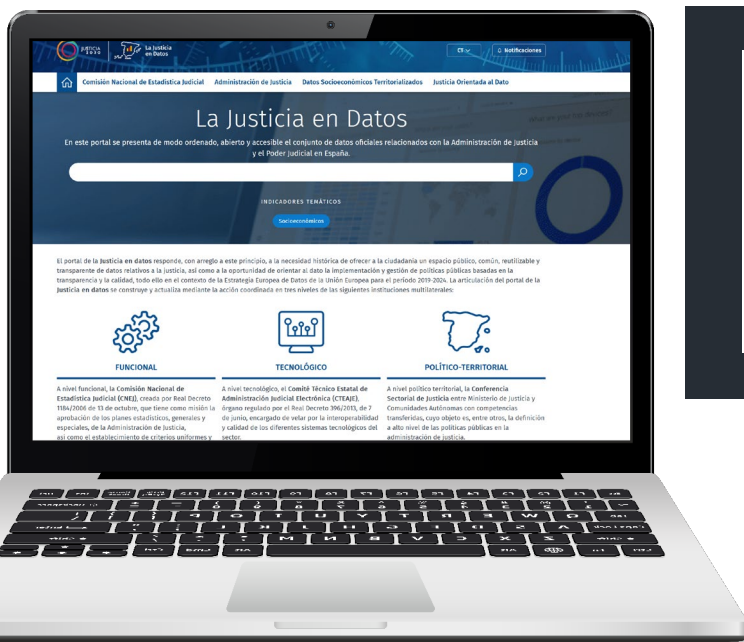 JUSTICIA
2030
La Justicia
en Datos
Notificaciones
Comisión Nacional de Estadística Judicial
Administración de Justicia
Datos Socioeconómicos Territorializados
Justicia Orientada al Dato
La Justicia en Datos
En este portal se presenta de modo ordenado, abierto y accesible el conjunto de datos oficiales relacionados con la Administración de Justicia
y el Poder Judicial en España.
INDICADORES TEMÁTICOS
Socioeconómicos
El portal de la Justicia en datos responde, con arreglo a este principio, a la necesidad histórica de ofrecer a la ciudadanía un espacio público, común, reutilizable y
transparente de datos relativos a la justicia, así como a la oportunidad de orientar al dato la implementación y gestión de políticas públicas basadas en la
transparencia y la calidad, todo ello en el contexto de la Estrategia Europea de Datos de la Unión Europea para el período 2019-2024. La articulación del portal de la
Justicia en datos se construye y actualiza mediante la acción coordinada en tres niveles de las siguientes instituciones multilaterales:
FUNCIONAL
A nivel funcional, la Comisión Nacional de
Estadística Judicial (CNEJ), creada por Real Decreto
1184/2006 de 13 de octubre, que tiene como misión la
aprobación de los planes estadísticos, generales y
especiales, de la Administración de Justicia,
así como el establecimiento de criterios uniformes y
TECNOLÓGICO
A nivel tecnológico, el Comité Técnico Estatal de
Administración Judicial Electrónica (CTEAJE),
órgano regulado por el Real Decreto 396/2013, de 7
de junio, encargado de velar por la interoperabilidad
y calidad de los diferentes sistemas tecnológicos del
sector.
POLÍTICO-TERRITORIAL
A nivel político territorial, la Conferencia
Sectorial de Justicia entre Ministerio de Justicia y
Comunidades Autónomas con competencias
transferidas, cuyo objeto es, entre otros, la definición
a alto nivel de las políticas públicas en la
administración de justicia.